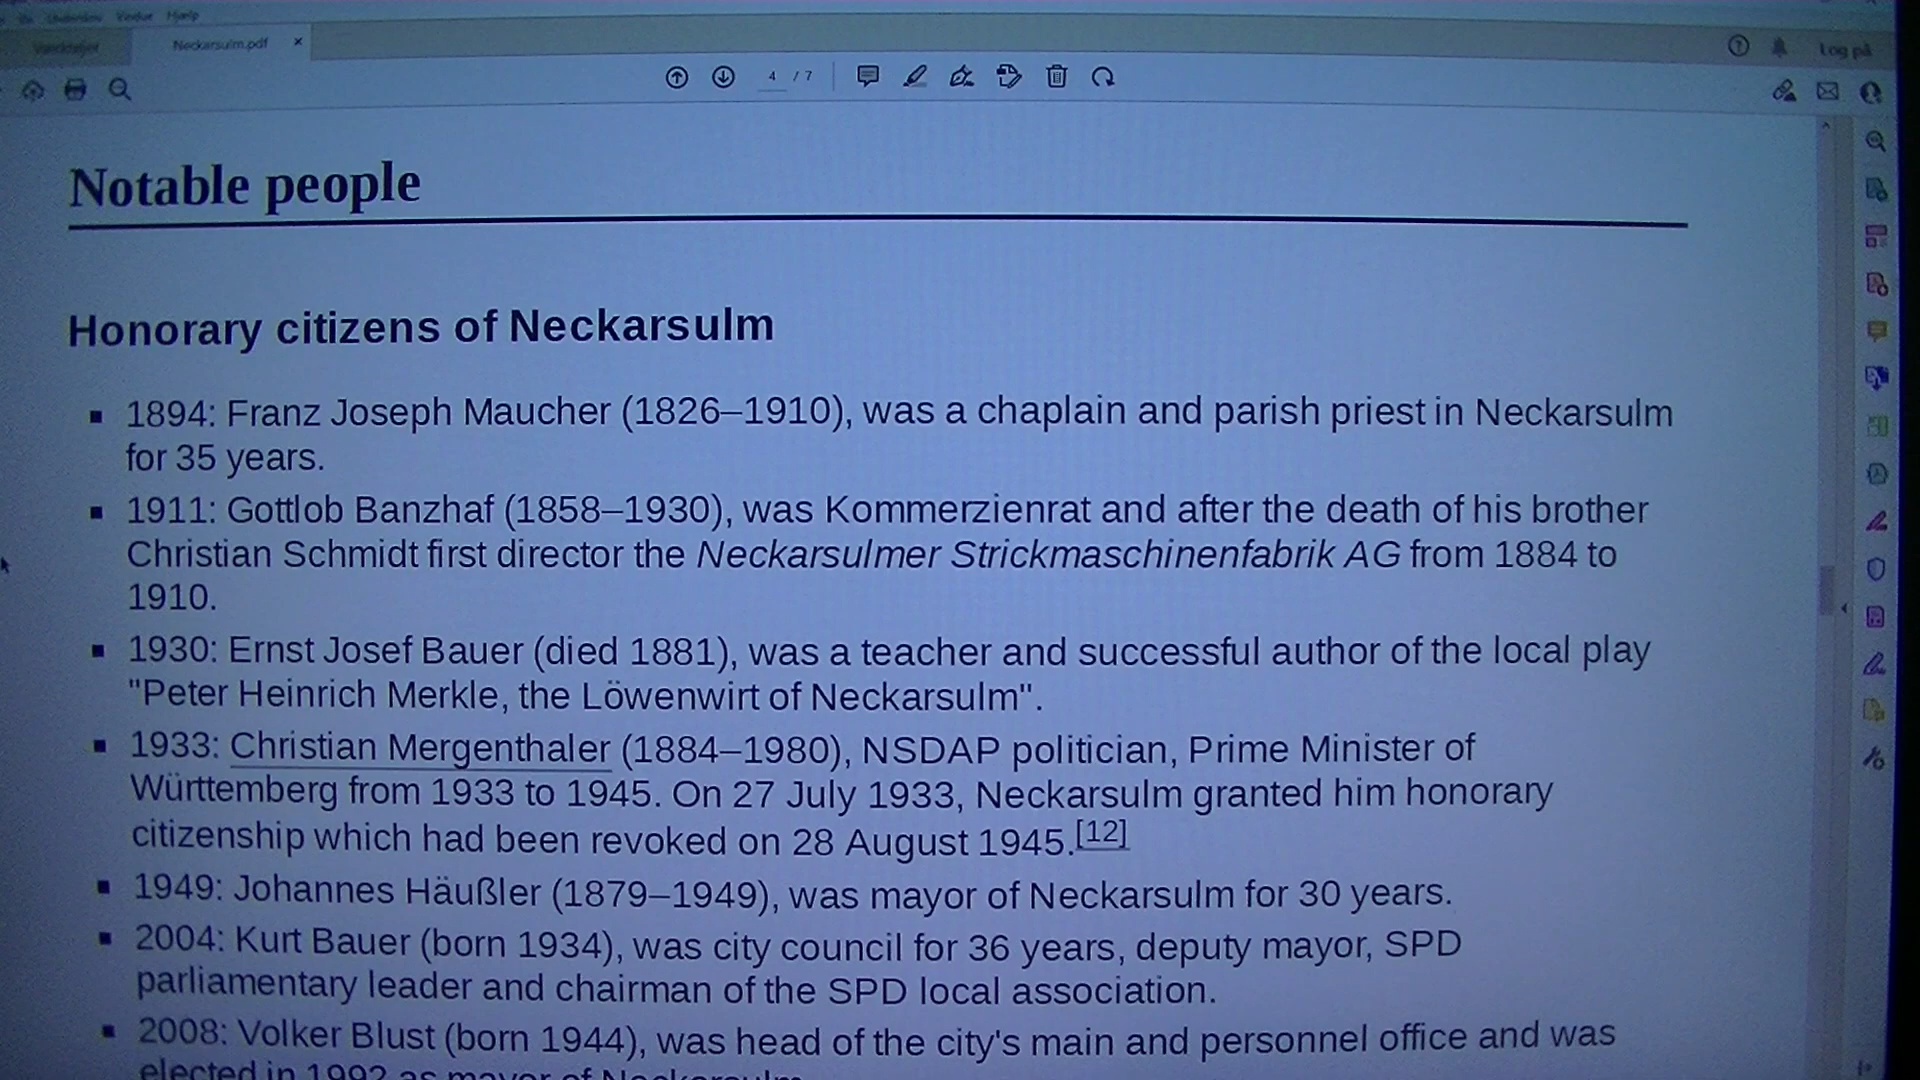 Vindue Hjælp
Værktøjer Neckarsulm.pdf × Log på
4 / 7
Notable people
Honorary citizens of Neckarsulm
▪ 1894: Franz Joseph Maucher (1826–1910), was a chaplain and parish priest in Neckarsulm
for 35 years.
▪ 1911: Gottlob Banzhaf (1858–1930), was Kommerzienrat and after the death of his brother
Christian Schmidt first director the Neckarsulmer Strickmaschinenfabrik AG from 1884 to
1910.
▪ 1930: Ernst Josef Bauer (died 1881), was a teacher and successful author of the local play
"Peter Heinrich Merkle, the Löwenwirt of Neckarsulm".
▪ 1933: Christian Mergenthaler (1884–1980), NSDAP politician, Prime Minister of
Württemberg from 1933 to 1945. On 27 July 1933, Neckarsulm granted him honorary
citizenship which had been revoked on 28 August 1945.[12]
▪ 1949: Johannes Häußler (1879–1949), was mayor of Neckarsulm for 30 years.
▪ 2004: Kurt Bauer (born 1934), was city council for 36 years, deputy mayor, SPD
parliamentary leader and chairman of the SPD local association.
▪ 2008: Volker Blust (born 1944), was head of the city's main and personnel office and was
elected in 1992 as mayor of Neckarsulm.